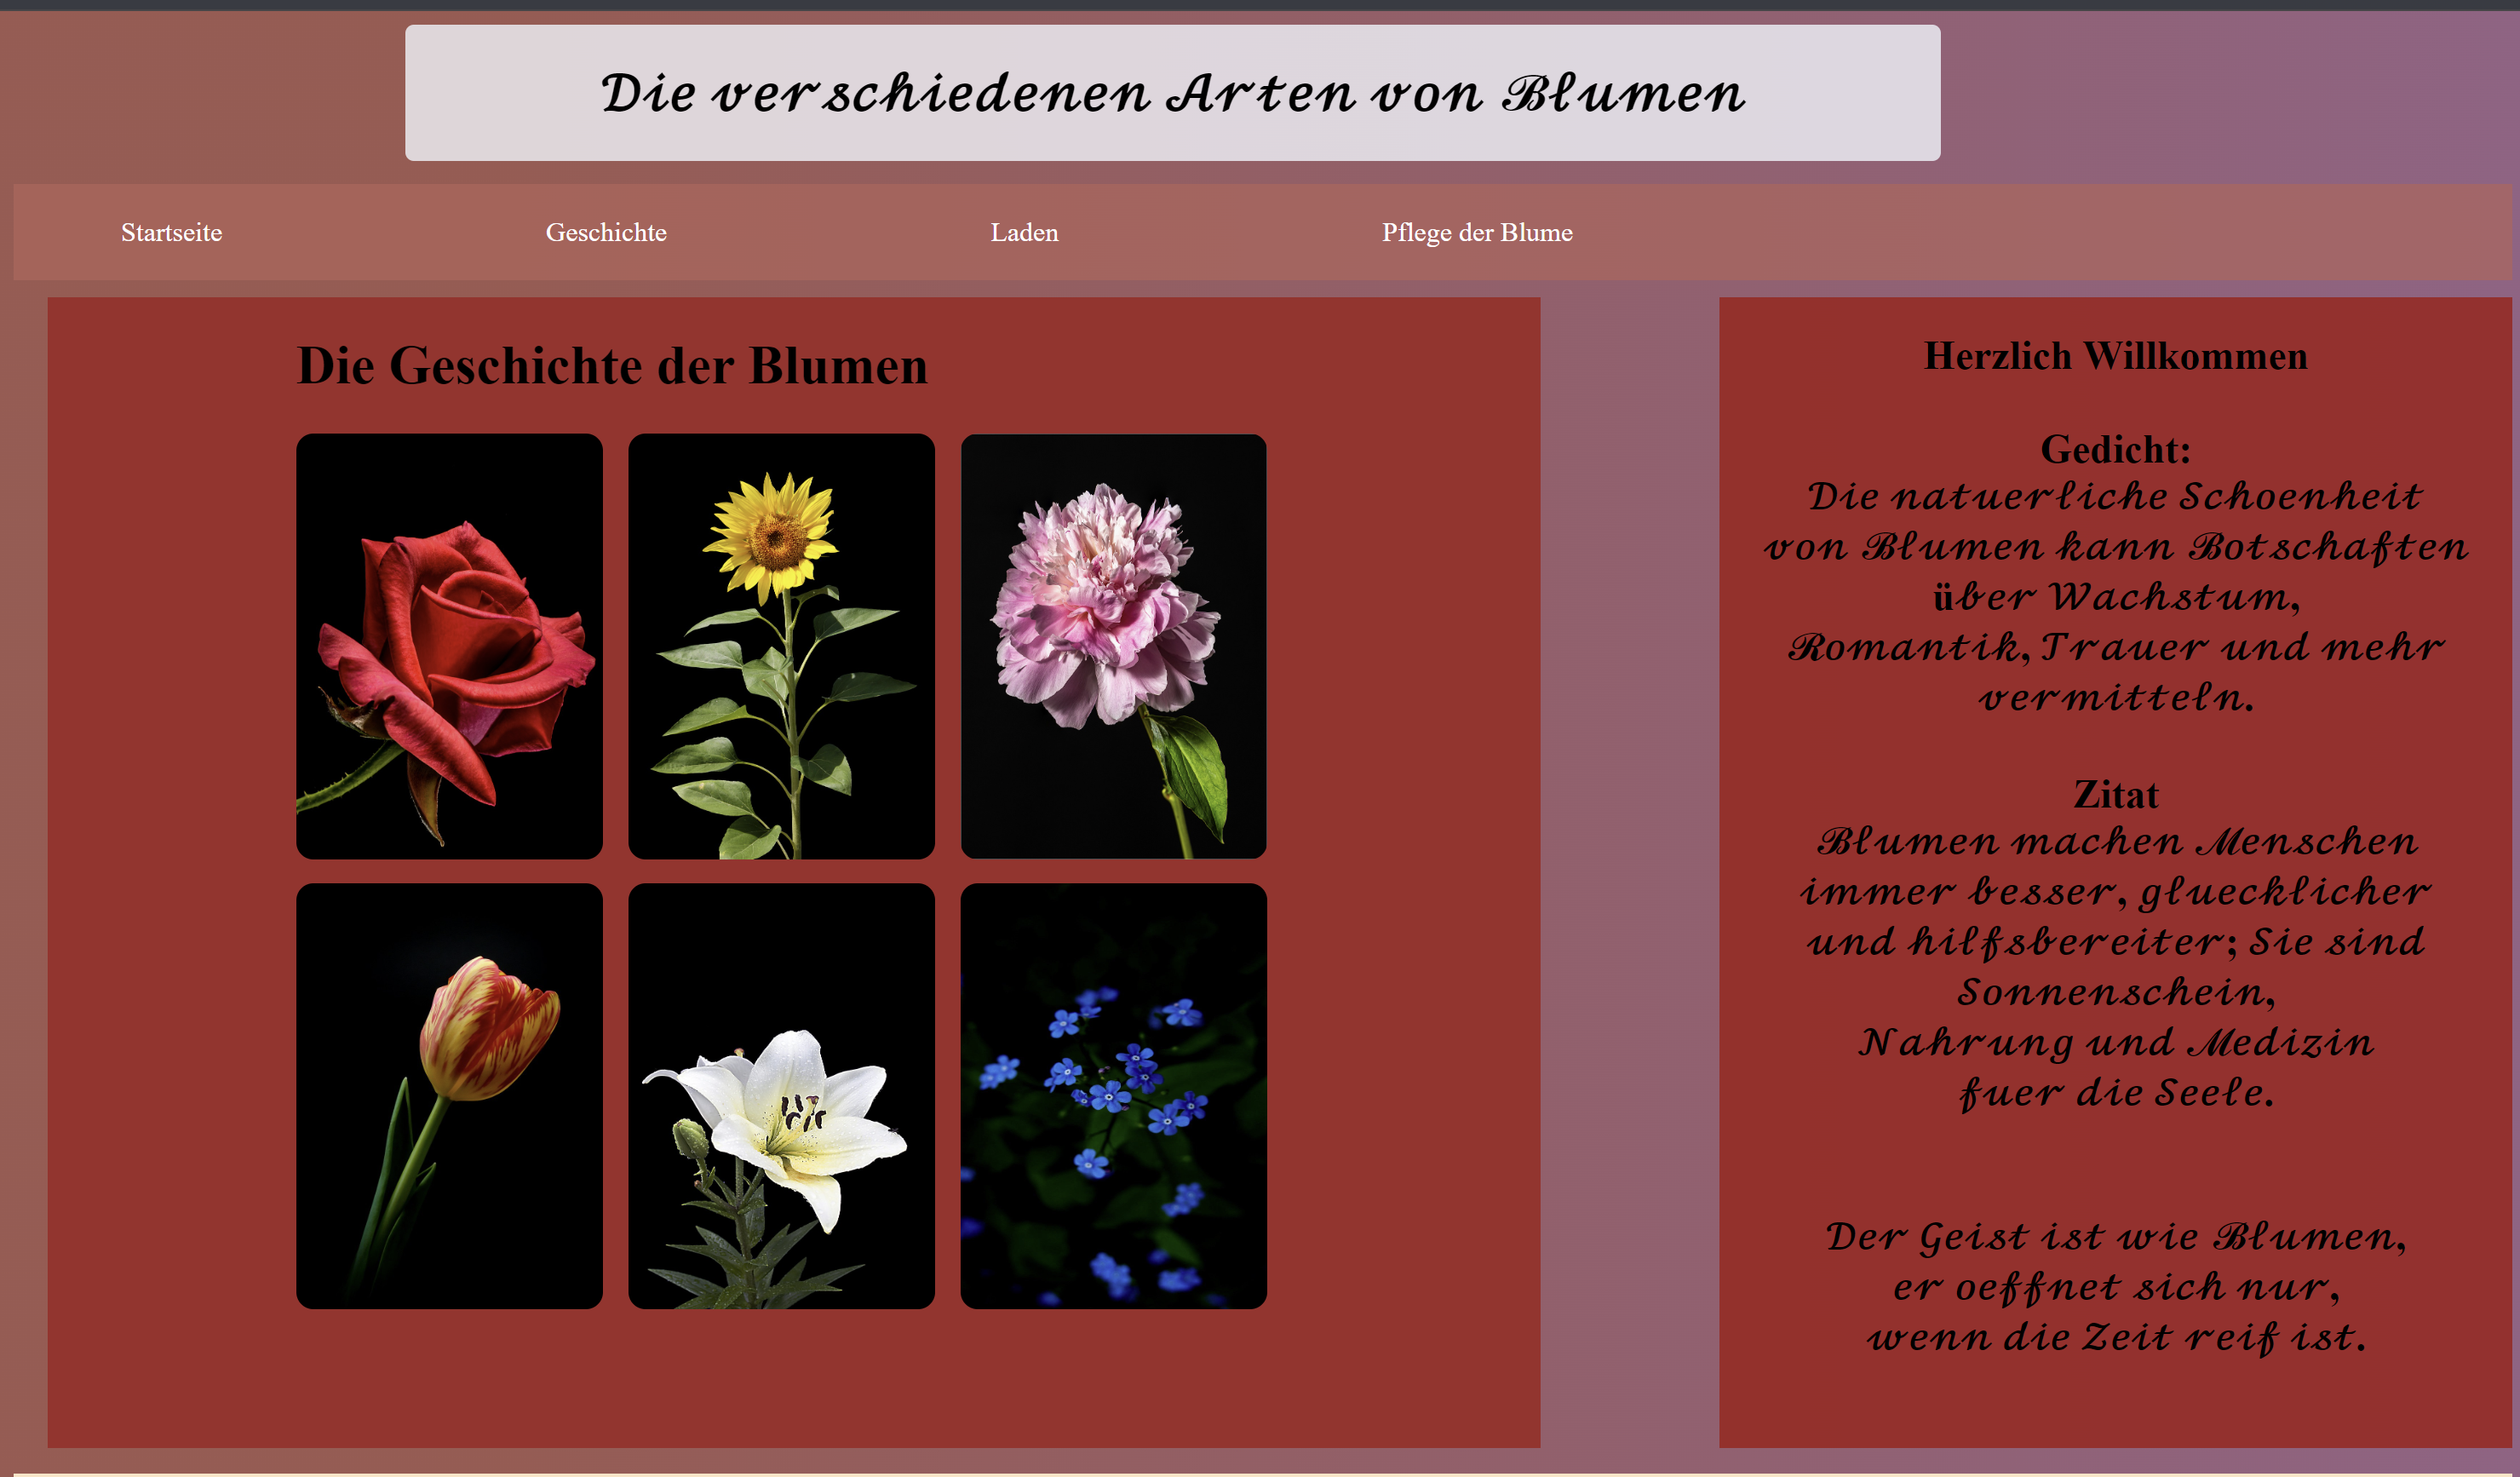 Die verschiedenen Arten von Blumen
Startseite
Geschichte
Laden
Pflege der Blume
Die Geschichte der Blumen
Herzlich Willkommen
Gedicht:
Die natuerliche Schoenheit
von Blumen kann Botschaften
über Wachstum,
Romantik, Trauer und mehr
vermitteln.
Zitat
Blumen machen Menschen
immer besser, gluecklicher
und hilfsbereiter; Sie sind
Sonnenschein,
Nahrung und Medizin
fuer die Seele.
Der Geist ist wie Blumen,
er oeffnet sich nur,
wenn die Zeit reif ist.